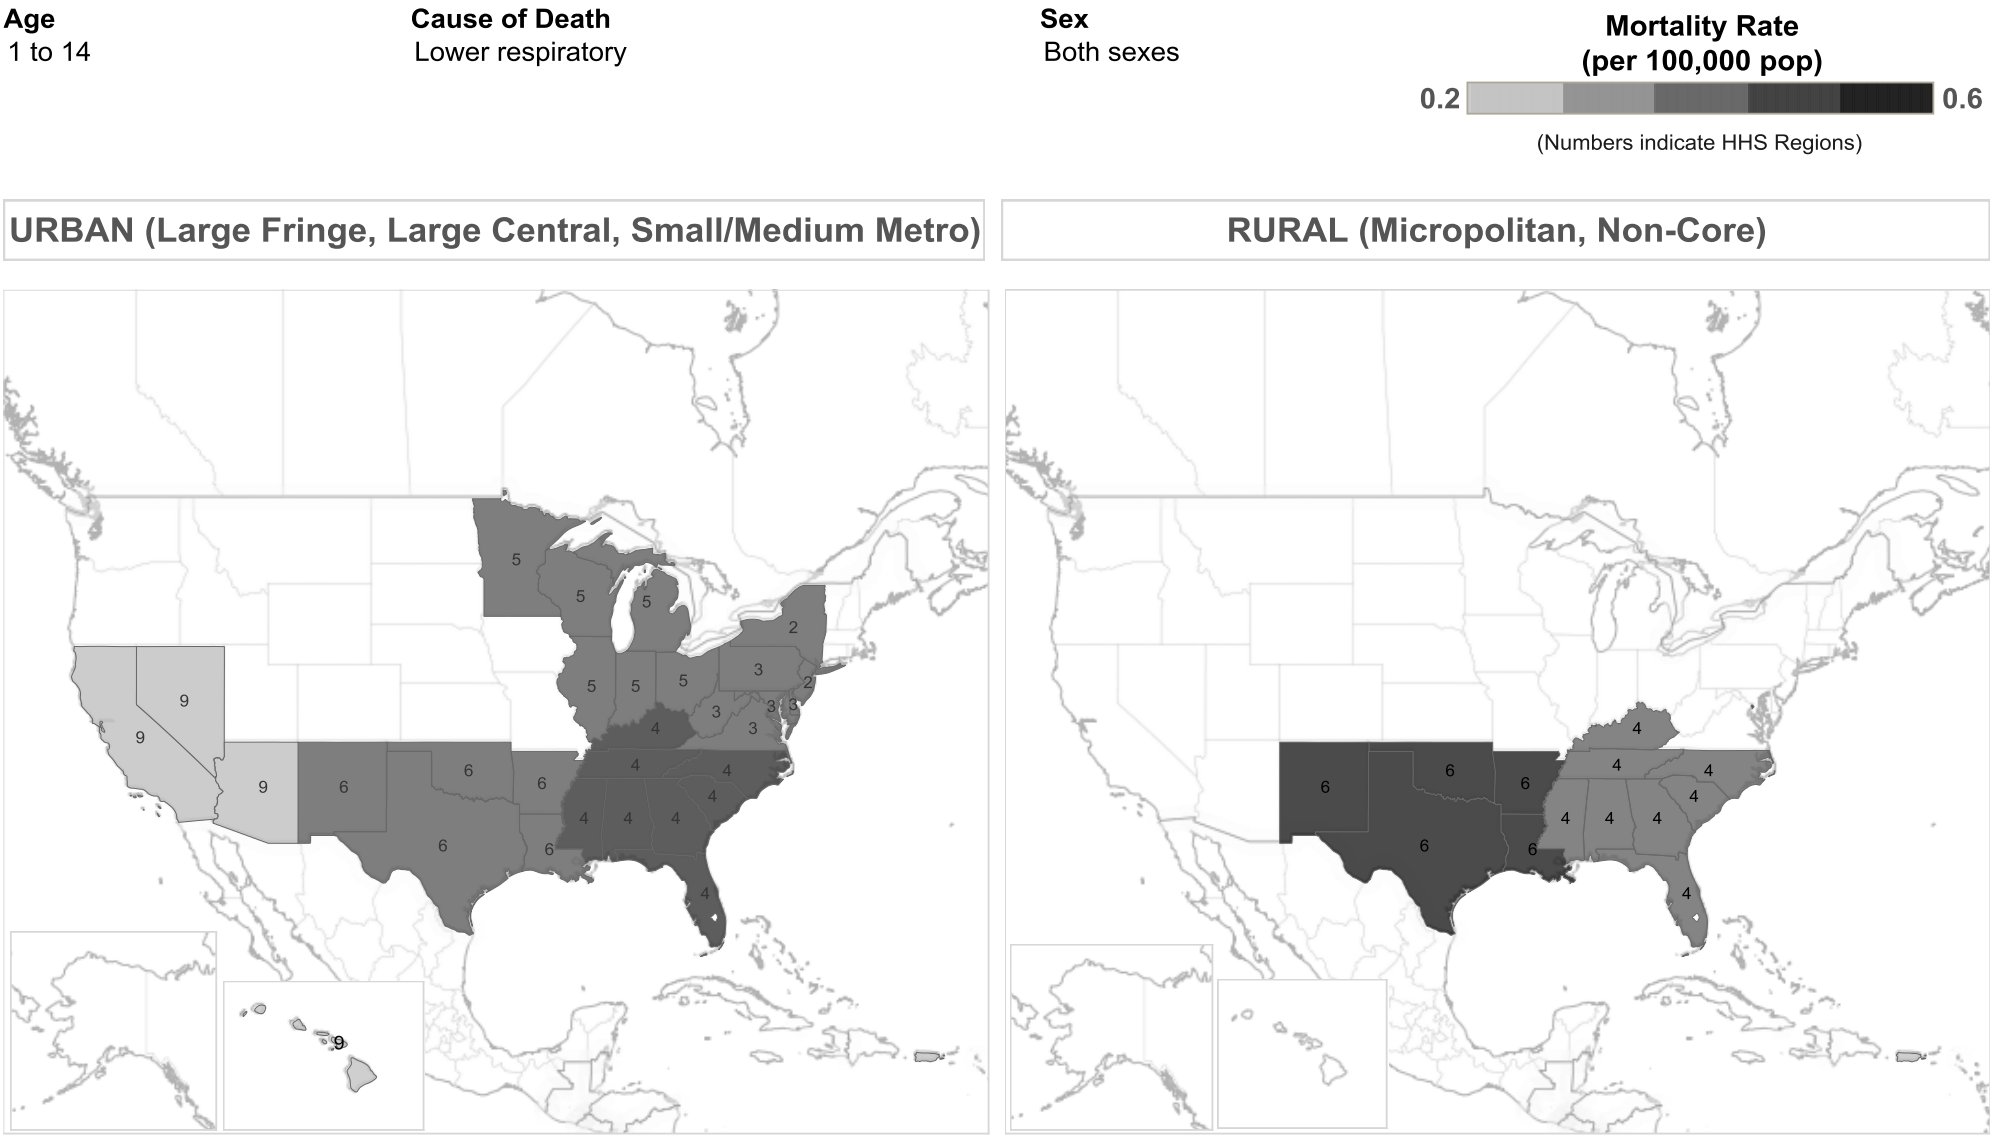 Age
1 to 14
Cause of Death
Lower respiratory
Sex
Both sexes
Mortality Rate
(per 100,000 pop)
0.2 0.6
(Numbers indicate HHS Regions)
URBAN (Large Fringe, Large Central, Small/Medium Metro)
5
5
5
2
3
5 5 5 2
9
3 3 3
3
4
9
6 4 4
9 6 6
4
4 4 4
6 6
4
9
RURAL (Micropolitan, Non-Core)
4
4
6 4
6 6
4
4 4 4
6 6
4